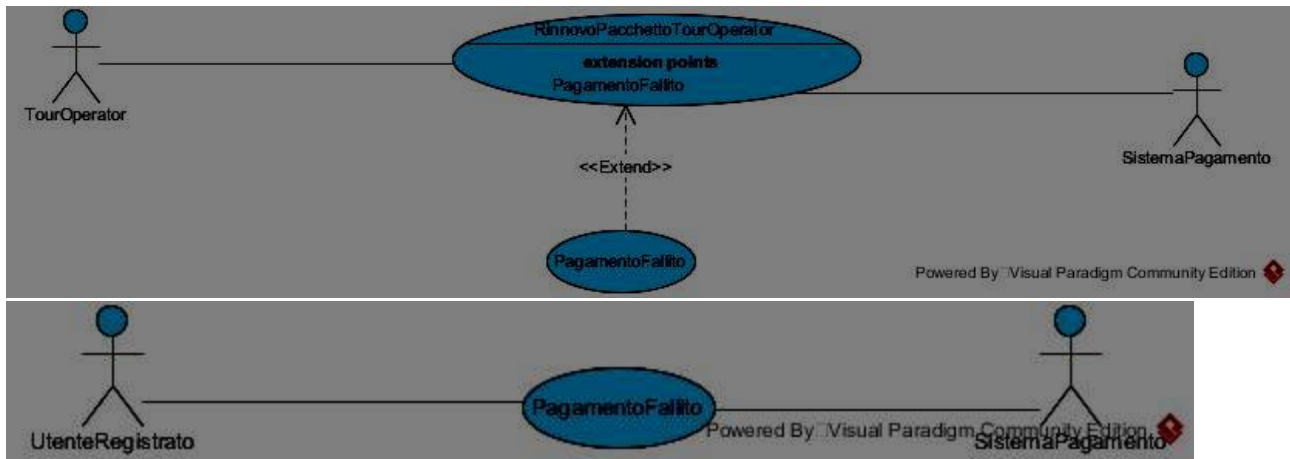 RinnovoPacchettoTourOperator
extension points
PagamentoFallito
TourOperator
SistemaPagamento
<<Extend>>
PagamentoFallito
Powered By Visual Paradigm Community Edition
PagamentoFallito
UtenteRegistrato
Powered By Visual Paradigm Community Edition
SistemaPagamento